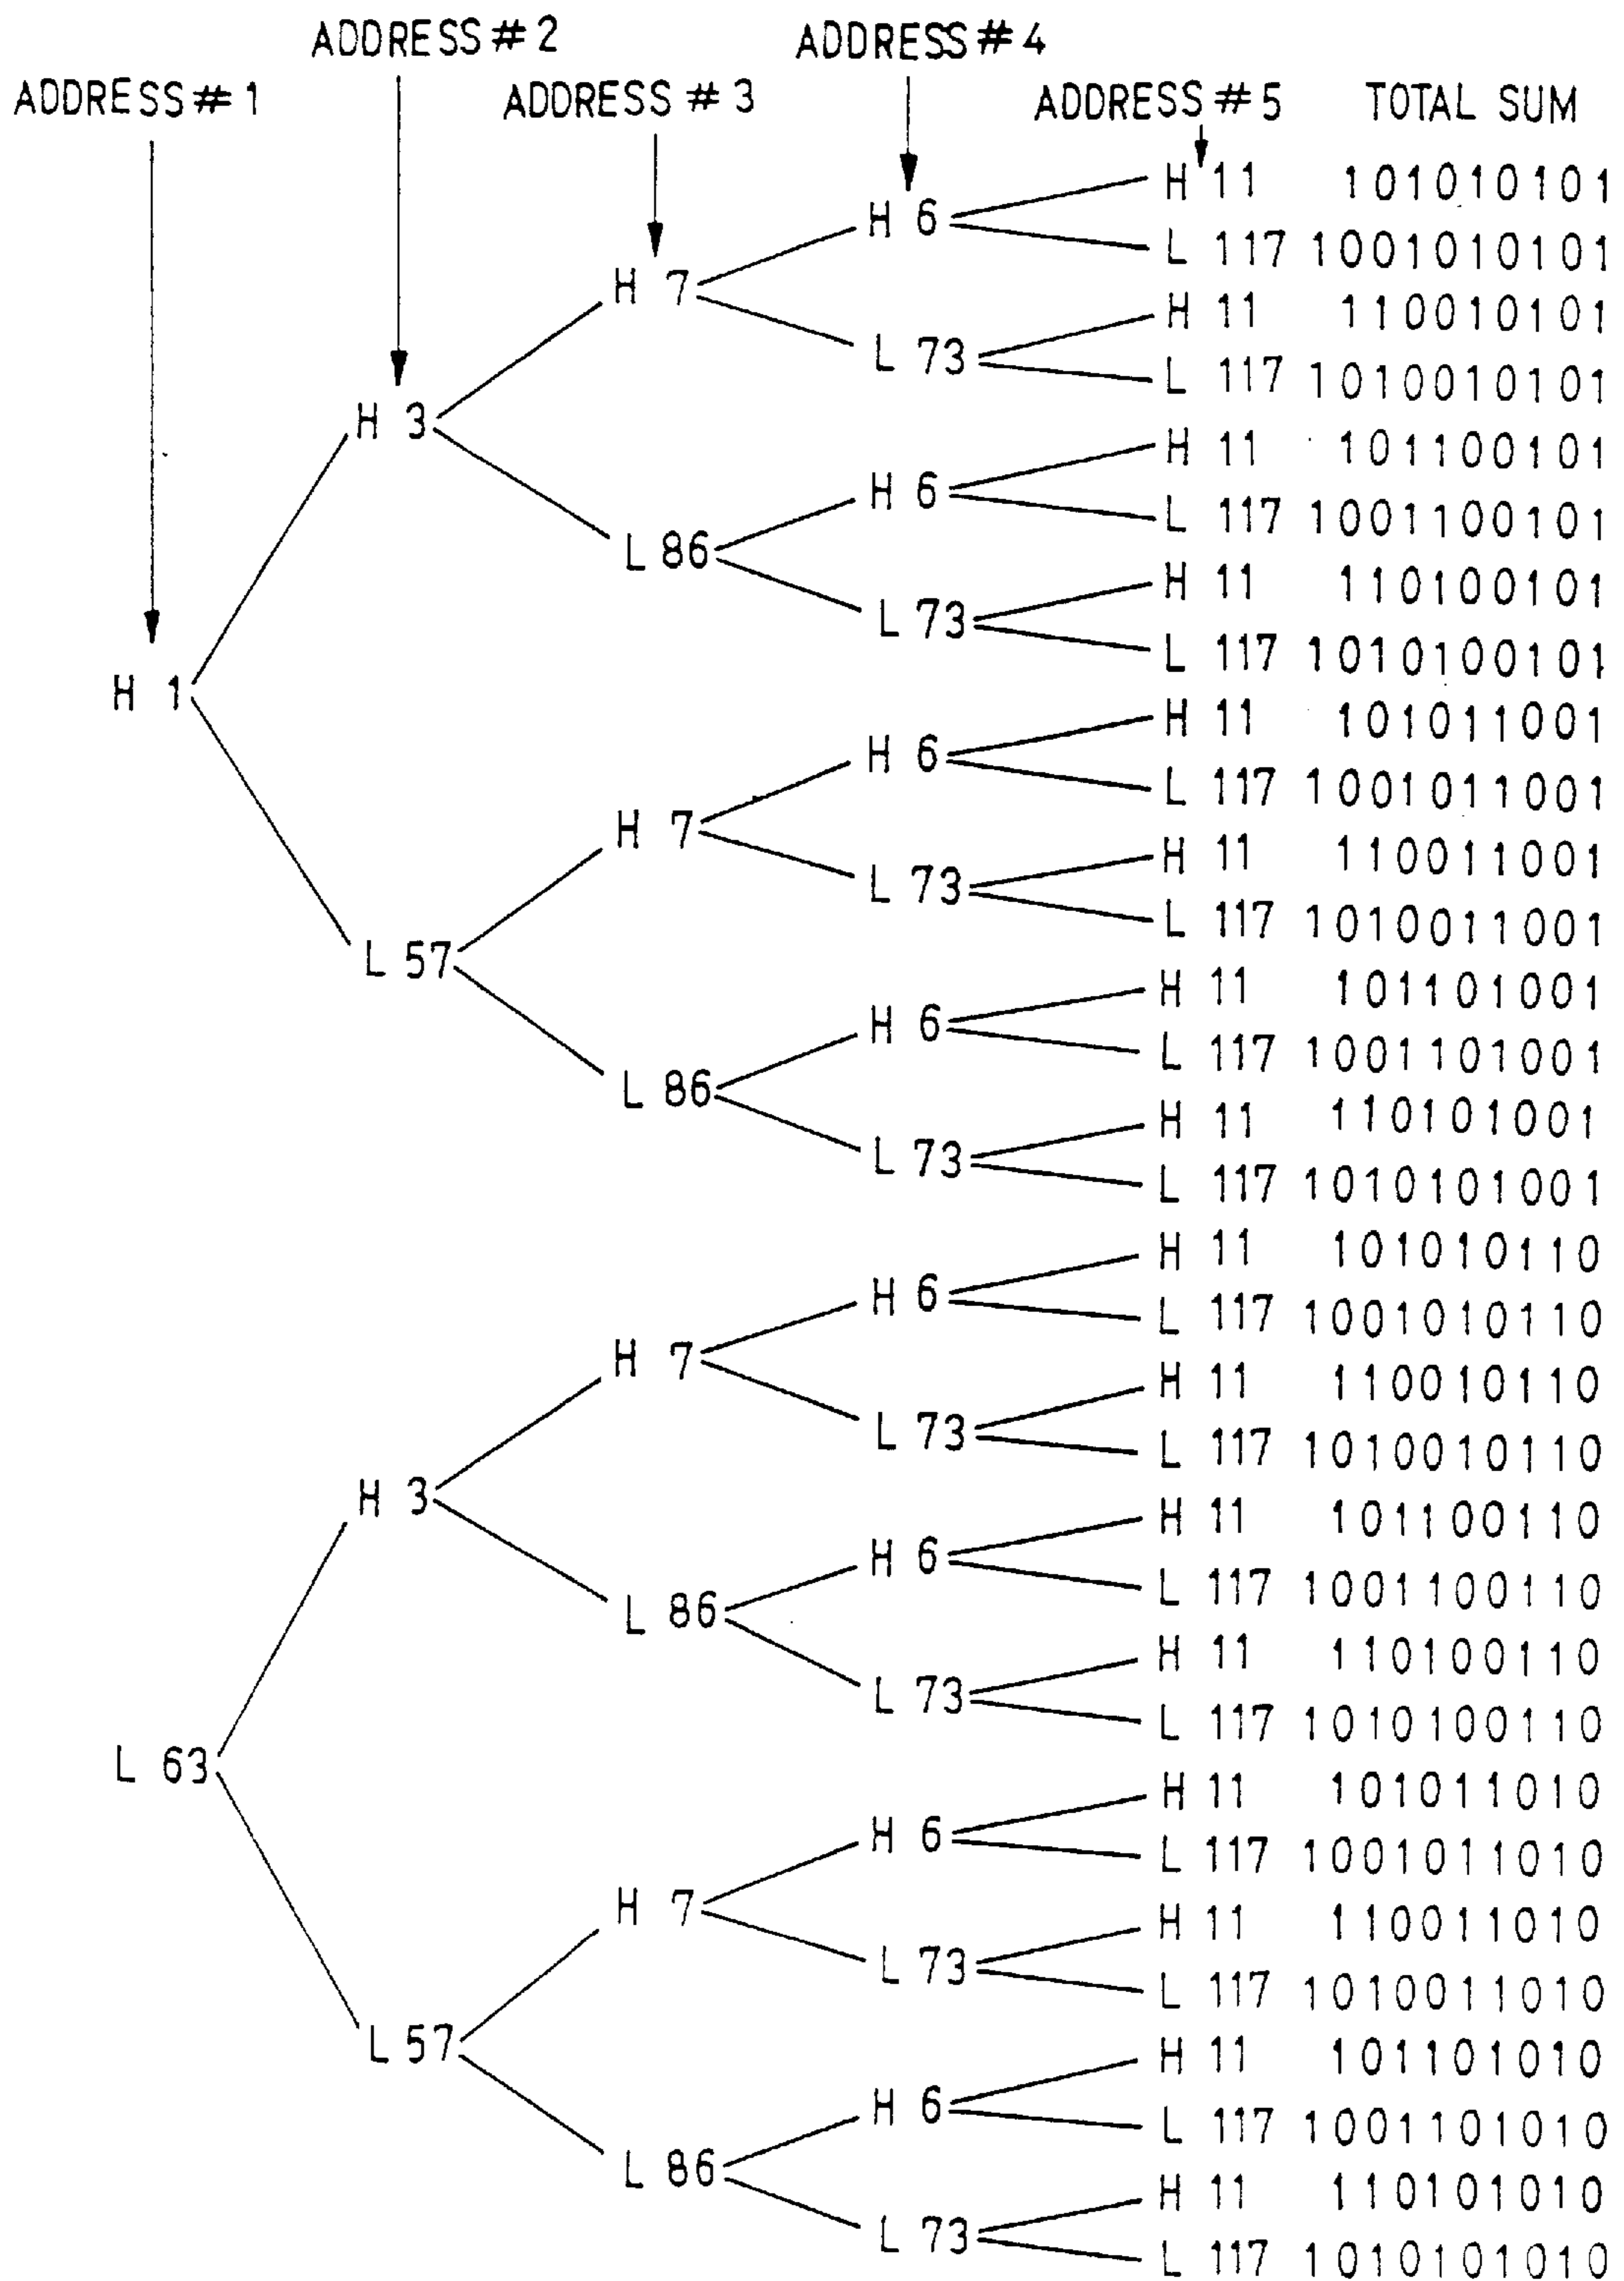 ADDRESS # 2 ADDRESS # 4
ADDRESS # 1 ADDRESS # 3 ADDRESS # 5 TOTAL SUM
H 11 101010101
H 6
L 117 1001010101
H 7
H 11 110010101
L 73
L 117 1010010101
H 3
H 11 101100101
H 6
L 117 1001100101
L 86
H 11 110100101
L 73
L 117 1010100101
H 1
H 11 101011001
H 6
L 117 1001011001
H 7
H 11 110011001
L 73
L 117 1010011001
L 57
H 11 101101001
H 6
L 117 1001101001
L 86
H 11 110101001
L 73
L 117 1010101001
H 11 101010110
H 6
L 117 1001010110
H 7
H 11 110010110
L 73
L 117 1010010110
H 3
H 11 101100110
H 6
L 117 1001100110
L 86
H 11 110100110
L 73
L 117 1010100110
L 63
H 11 101011010
H 6
L 117 1001011010
H 7
H 11 110011010
L 73
L 117 1010011010
L 57
H 11 101101010
H 6
L 117 1001101010
L 86
H 11 110101010
L 73
L 117 1010101010